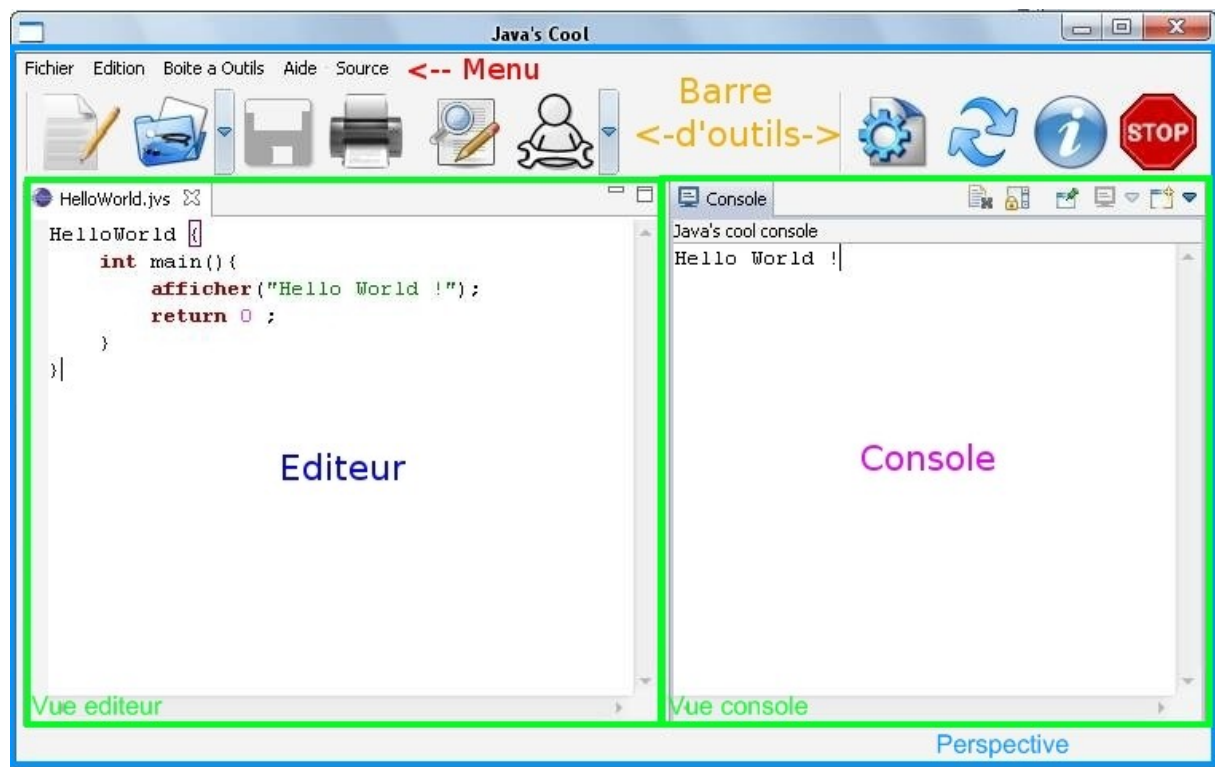 Java's Cool
Fichier Edition Boite a Outils Aide Source <-- Menu
Barre
<-d'outils->
STOP
HelloWorld.jvs
HelloWorld {
int main(){
afficher("Hello World !");
return 0 ;
}
}
Editeur
Vue editeur
Console
Java's cool console
Hello World !
Console
Vue console
Perspective